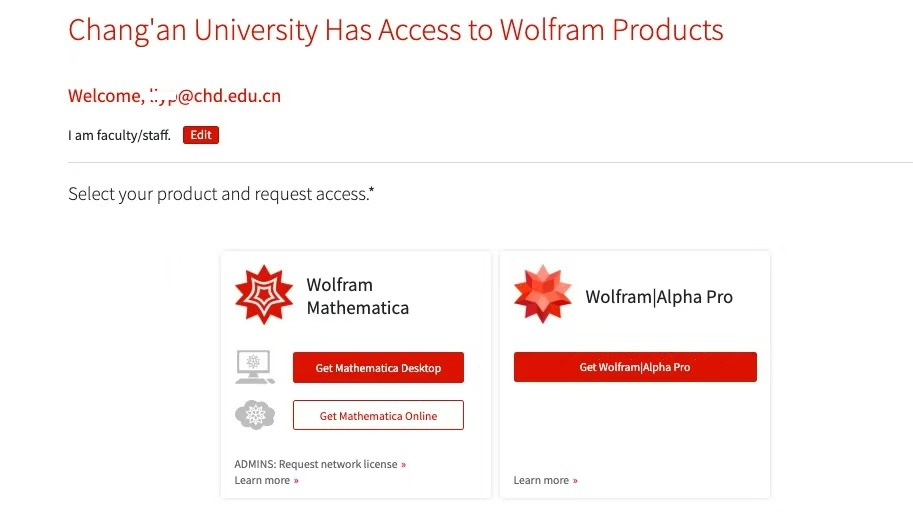 Chang'an University Has Access to Wolfram Products
Welcome, @chd.edu.cn
I am faculty/staff. Edit
Select your product and request access.*
Wolfram
Mathematica
Get Mathematica Desktop
Get Mathematica Online
ADMINS: Request network license »
Learn more »
Wolfram|Alpha Pro
Get Wolfram|Alpha Pro
Learn more »